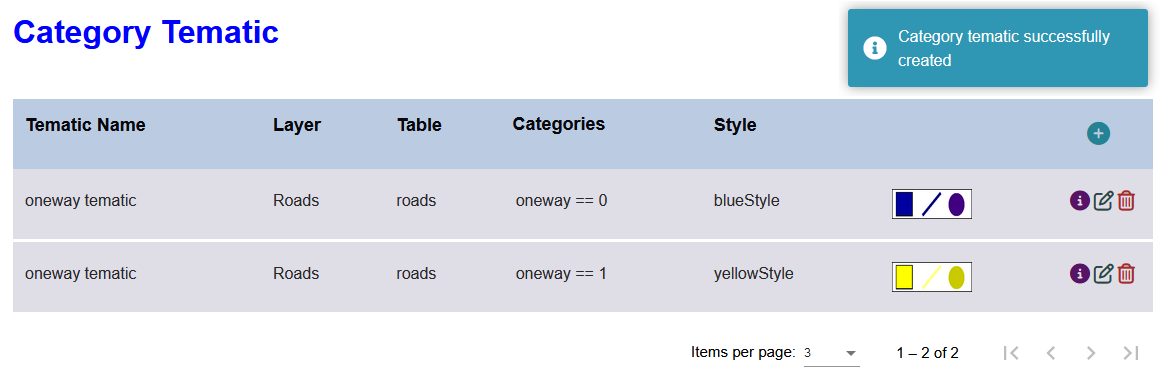 Category Tematic
Category tematic successfully
created
Tematic Name Layer Table Categories Style
oneway tematic Roads roads oneway == 0 blueStyle
oneway tematic Roads roads oneway == 1 yellowStyle
Items per page: 3 1 – 2 of 2